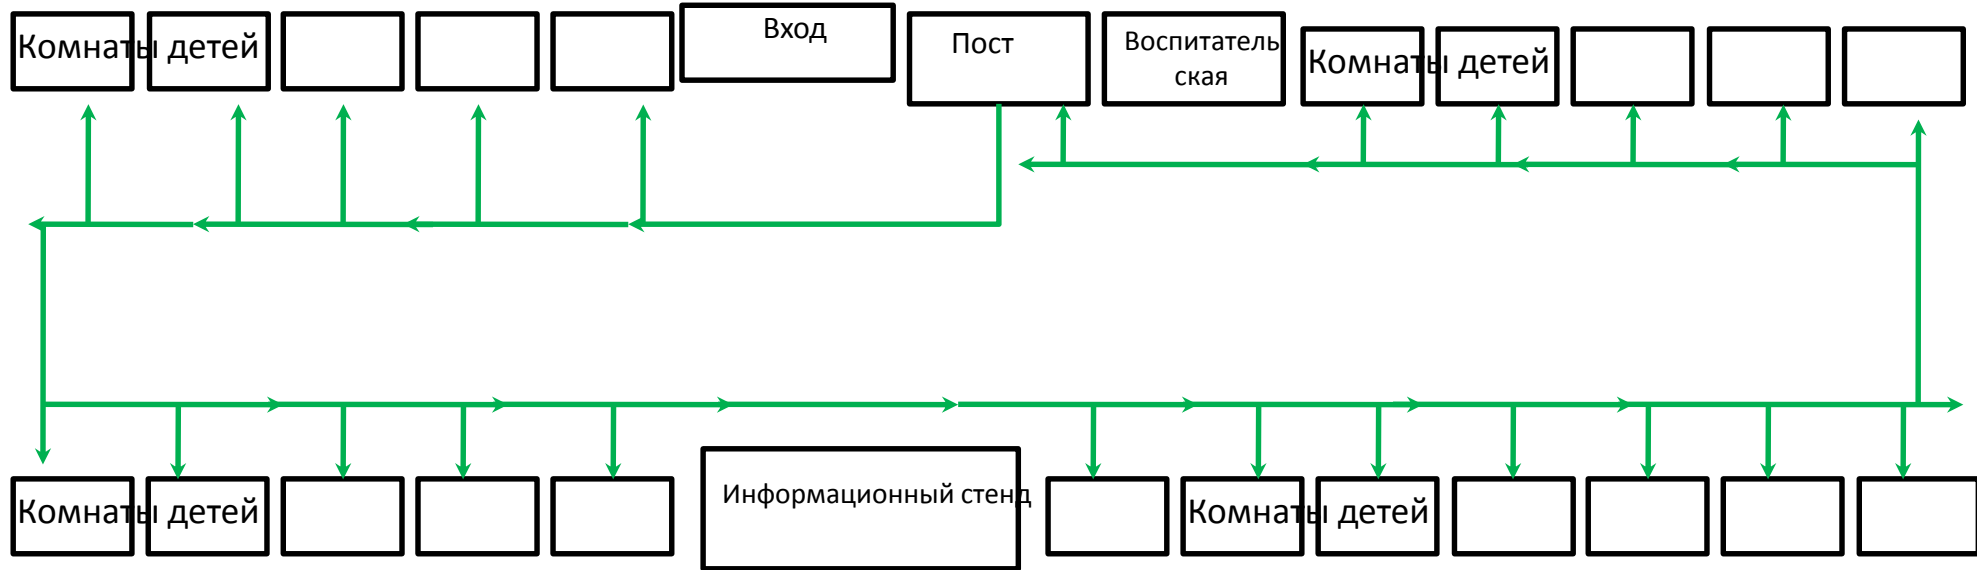 Комнаты детей
Вход
Пост
Воспитатель
ская
Комнаты детей
Комнаты детей
Информационный стенд
Комнаты детей